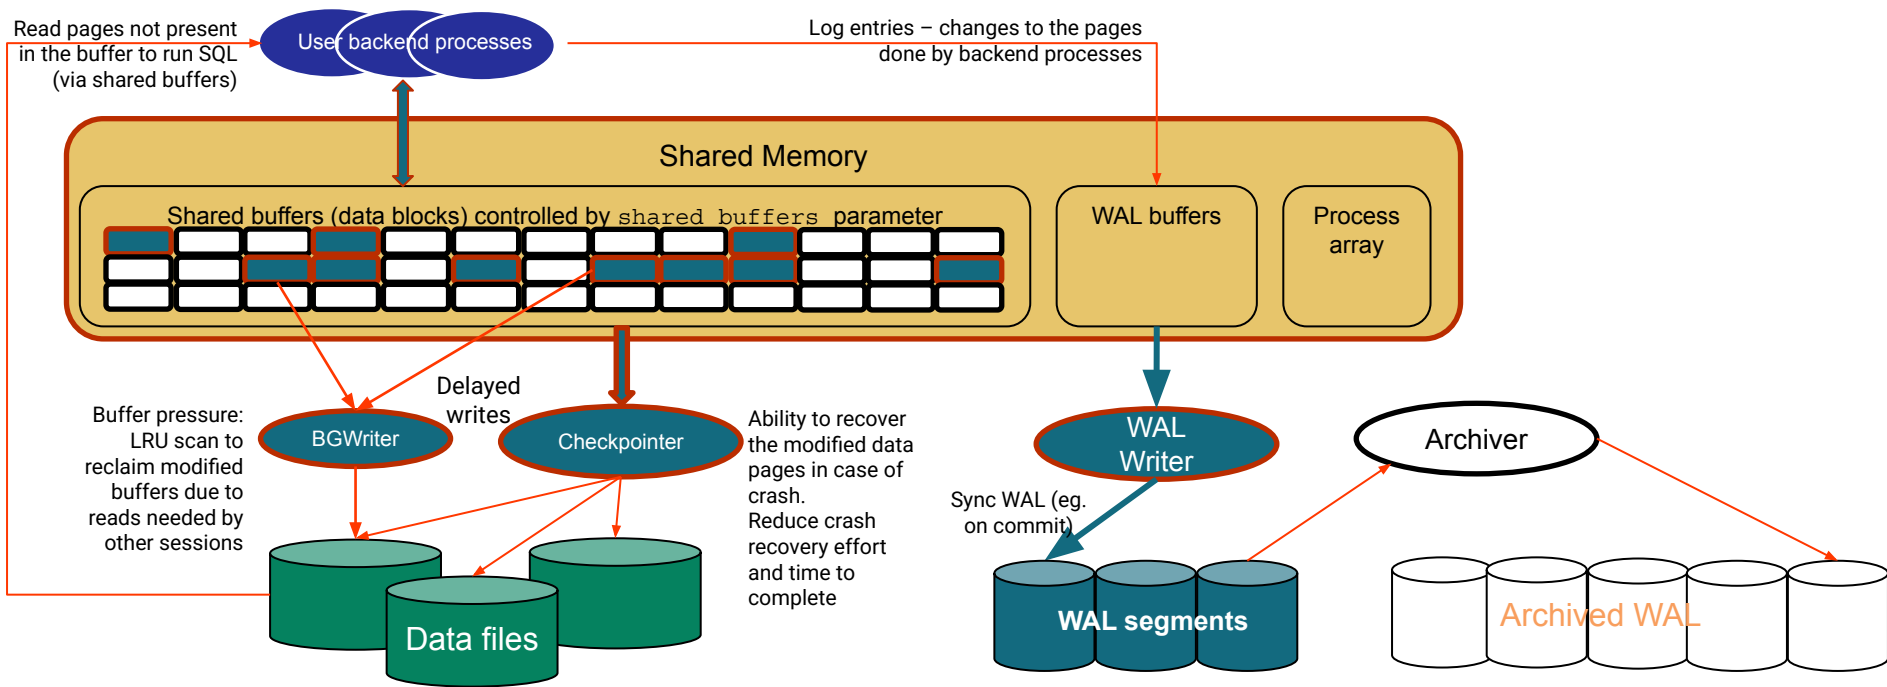 Read pages not present
in the buffer to run SQL
(via shared buffers)
User backend processes
Log entries – changes to the pages
done by backend processes
Shared Memory
Shared buffers (data blocks) controlled by shared buffers parameter
WAL buffers
Process
array
Delayed
writes
Buffer pressure:
LRU scan to
reclaim modified
buffers due to
reads needed by
other sessions
BGWriter
Checkpointer
Ability to recover
the modified data
pages in case of
crash.
Reduce crash
recovery effort
and time to
complete
WAL
Writer
Archiver
Sync WAL (eg.
on commit)
Data files
WAL segments
Archived WAL